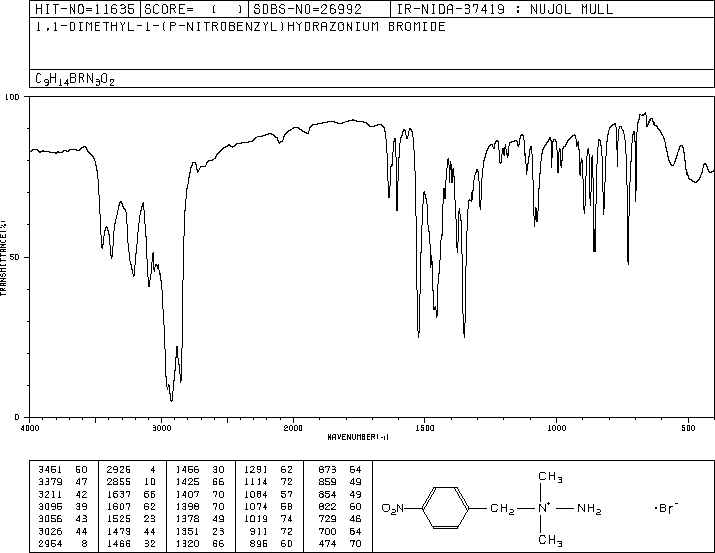 HIT-NO=11635 SCORE= ( ) SDBS-NO=26992 IR-NIDA-37419 : NUJOL MULL
1,1-DIMETHYL-1-(P-NITROBENZYL)HYDRAZONIUM BROMIDE
C9H14BRN3O2
100
TRANSMITTANCE(%)
50
0
4000 3000 2000 1500 1000 500
WAVENUMBER(-1)
3451 50 2926 4 1456 30 1291 62 873 64
3379 47 2855 10 1425 66 1114 72 859 49
3211 42 1637 66 1407 70 1084 57 854 49
3095 39 1607 62 1398 70 1074 58 822 60
3056 43 1525 23 1378 49 1019 74 729 46
3026 44 1479 44 1351 23 911 72 700 64
2954 8 1466 32 1320 66 896 60 474 70
CH3
O2N CH2 N+ NH2 ·Br-
CH3